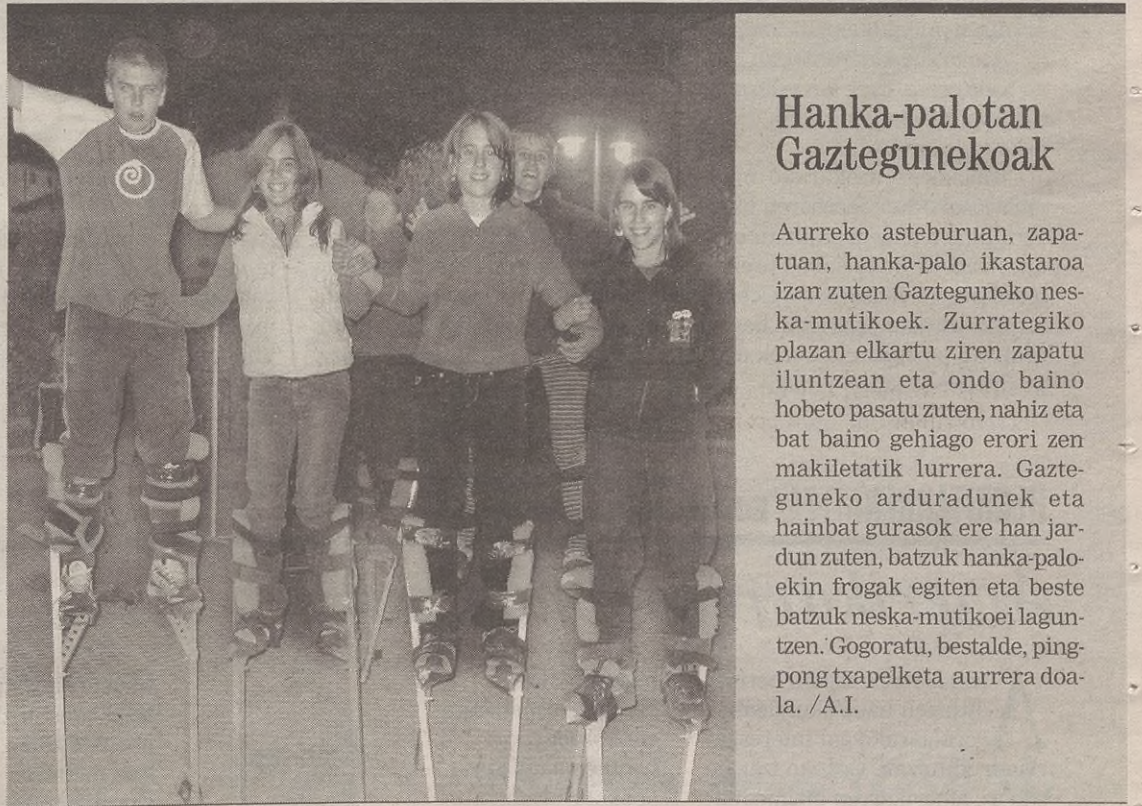 Hanka-palotan
Gaztegunekoak
Aurreko asteburuan, zapa-
tuan, hanka-palo ikastaroa
izan zuten Gazteguneko nes-
ka-mutikoek. Zurrategiko
plazan elkartu ziren zapatu
iluntzean eta ondo baino
hobeto pasatu zuten, nahiz eta
bat baino gehiago erori zen
makiletatik lurrera. Gazte-
guneko arduradunek eta
hainbat gurasok ere han jar-
dun zuten, batzuk hanka-palo-
ekin frogak egiten eta beste
batzuk neska-mutikoei lagun-
tzen. Gogoratu, bestalde, ping-
pong txapelketa aurrera doa-
la. /A.I.